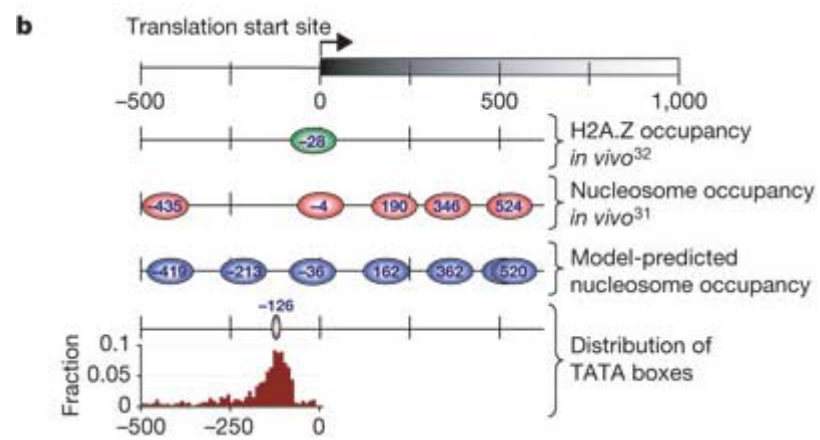 b
Translation start site
−500 0 500 1,000
−28
H2A.Z occupancy
in vivo32
−435 −4 190 346 524
Nucleosome occupancy
in vivo31
−419 −213 −36 162 362 520
Model-predicted
nucleosome occupancy
−126
Distribution of
TATA boxes
Fraction
0.1
0.05
0
−500 −250 0